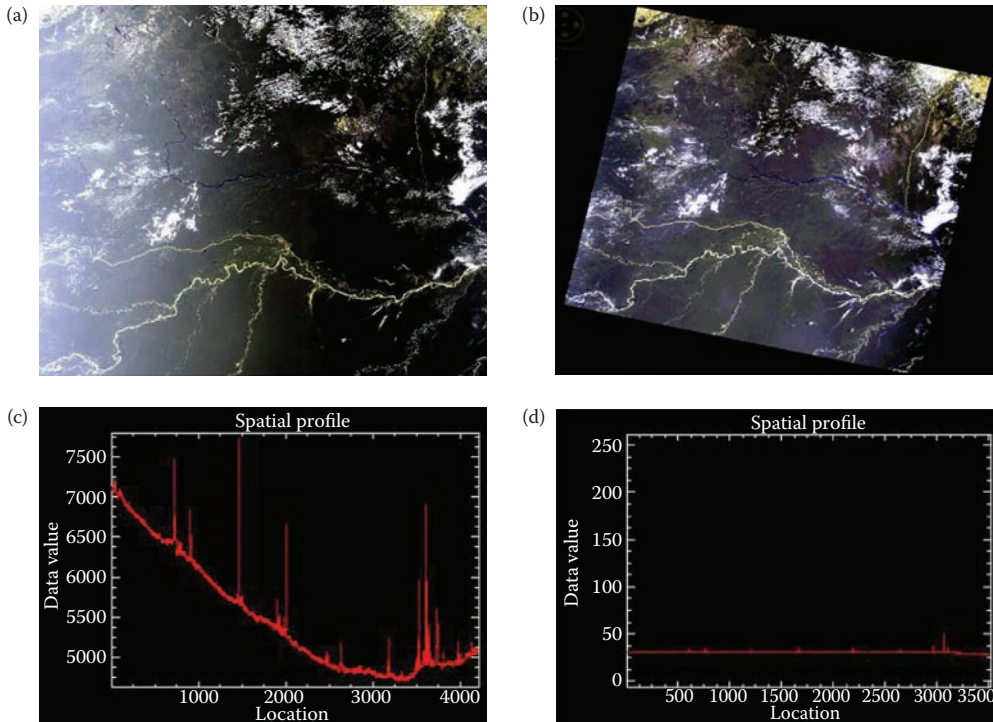 (a)
(b)
(c)
Spatial profile
7500
7000
6500
6000
5500
5000
Data value
1000
2000
3000
4000
Location
(d)
Spatial profile
250
200
150
100
50
0
Data value
500
1000
1500
2000
2500
3000
3500
Location